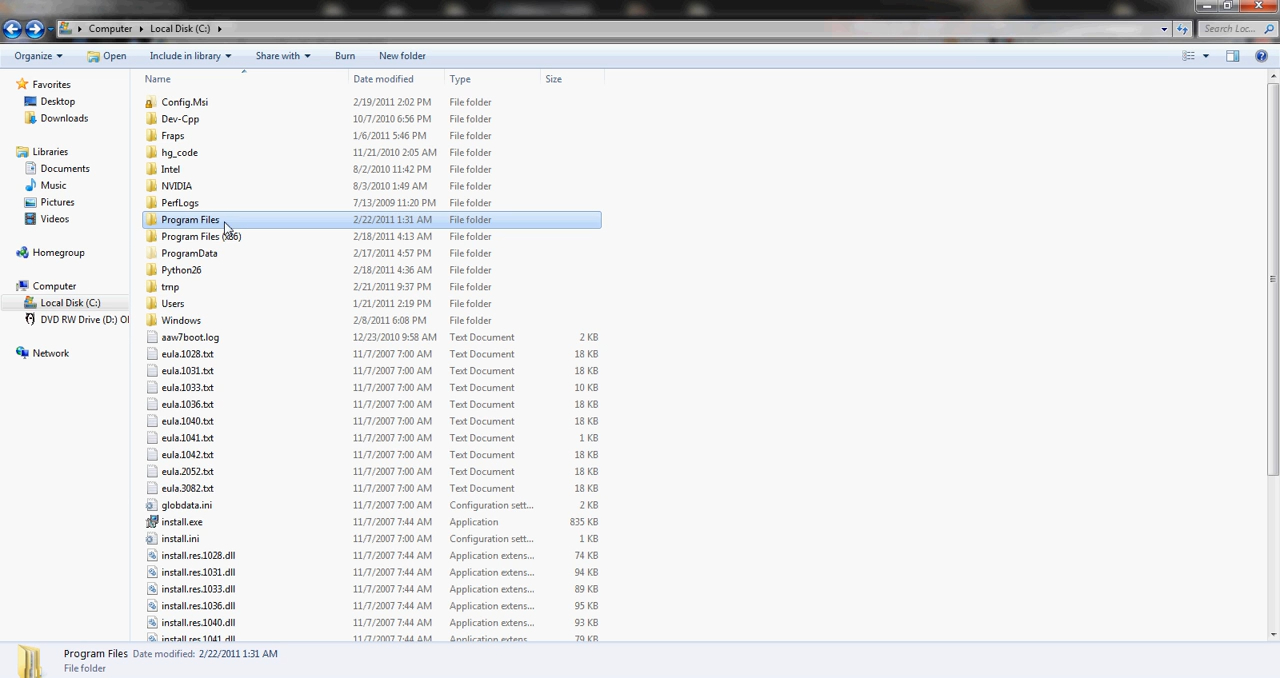 Computer Local Disk (C:) Search Loc...
Organize Open Include in library Share with Burn New folder
Name Date modified Type Size
Favorites
Desktop
Downloads
Libraries
Documents
Music
Pictures
Videos
Homegroup
Computer
Local Disk (C:)
DVD RW Drive (D:) Ol
Network
Config.Msi 2/19/2011 2:02 PM File folder
Dev-Cpp 10/7/2010 6:56 PM File folder
Fraps 1/6/2011 5:46 PM File folder
hg_code 11/21/2010 2:05 AM File folder
Intel 8/2/2010 11:42 PM File folder
NVIDIA 8/3/2010 1:49 AM File folder
PerfLogs 7/13/2009 11:20 PM File folder
Program Files 2/22/2011 1:31 AM File folder
Program Files (x86) 2/18/2011 4:13 AM File folder
ProgramData 2/17/2011 4:57 PM File folder
Python26 2/18/2011 4:36 AM File folder
tmp 2/21/2011 9:37 PM File folder
Users 1/21/2011 2:19 PM File folder
Windows 2/8/2011 6:08 PM File folder
aaw7boot.log 12/23/2010 9:58 AM Text Document 2 KB
eula.1028.txt 11/7/2007 7:00 AM Text Document 18 KB
eula.1031.txt 11/7/2007 7:00 AM Text Document 18 KB
eula.1033.txt 11/7/2007 7:00 AM Text Document 10 KB
eula.1036.txt 11/7/2007 7:00 AM Text Document 18 KB
eula.1040.txt 11/7/2007 7:00 AM Text Document 18 KB
eula.1041.txt 11/7/2007 7:00 AM Text Document 1 KB
eula.1042.txt 11/7/2007 7:00 AM Text Document 18 KB
eula.2052.txt 11/7/2007 7:00 AM Text Document 18 KB
eula.3082.txt 11/7/2007 7:00 AM Text Document 18 KB
globdata.ini 11/7/2007 7:00 AM Configuration sett... 2 KB
install.exe 11/7/2007 7:44 AM Application 835 KB
install.ini 11/7/2007 7:00 AM Configuration sett... 1 KB
install.res.1028.dll 11/7/2007 7:44 AM Application extens... 74 KB
install.res.1031.dll 11/7/2007 7:44 AM Application extens... 94 KB
install.res.1033.dll 11/7/2007 7:44 AM Application extens... 89 KB
install.res.1036.dll 11/7/2007 7:44 AM Application extens... 95 KB
install.res.1040.dll 11/7/2007 7:44 AM Application extens... 93 KB
install.res.1041.dll 11/7/2007 7:44 AM Application extens... 79 KB
Program Files Date modified: 2/22/2011 1:31 AM
File folder